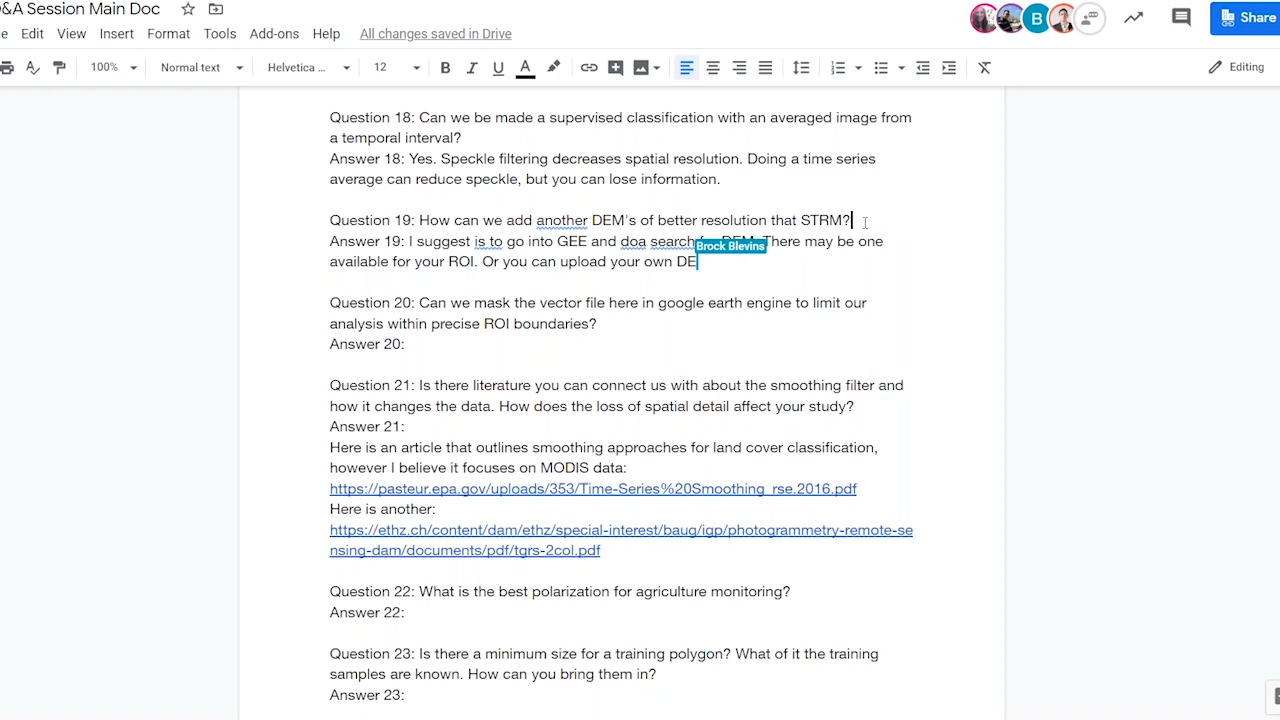 &A Session Main Doc
e Edit View Insert Format Tools Add-ons Help All changes saved in Drive
B
Share
100% Normal text Helvetica ... 12 B I U A Editing
Question 18: Can we be made a supervised classification with an averaged image from
a temporal interval?
Answer 18: Yes. Speckle filtering decreases spatial resolution. Doing a time series
average can reduce speckle, but you can lose information.
Question 19: How can we add another DEM's of better resolution that STRM?
Answer 19: I suggest is to go into GEE and doa search for DEM. There may be one
Brock Blevins
available for your ROI. Or you can upload your own DE
Question 20: Can we mask the vector file here in google earth engine to limit our
analysis within precise ROI boundaries?
Answer 20:
Question 21: Is there literature you can connect us with about the smoothing filter and
how it changes the data. How does the loss of spatial detail affect your study?
Answer 21:
Here is an article that outlines smoothing approaches for land cover classification,
however I believe it focuses on MODIS data:
https://pasteur.epa.gov/uploads/353/Time-Series%20Smoothing_rse.2016.pdf
Here is another:
https://ethz.ch/content/dam/ethz/special-interest/baug/igp/photogrammetry-remote-se
nsing-dam/documents/pdf/tgrs-2col.pdf
Question 22: What is the best polarization for agriculture monitoring?
Answer 22:
Question 23: Is there a minimum size for a training polygon? What of it the training
samples are known. How can you bring them in?
Answer 23: